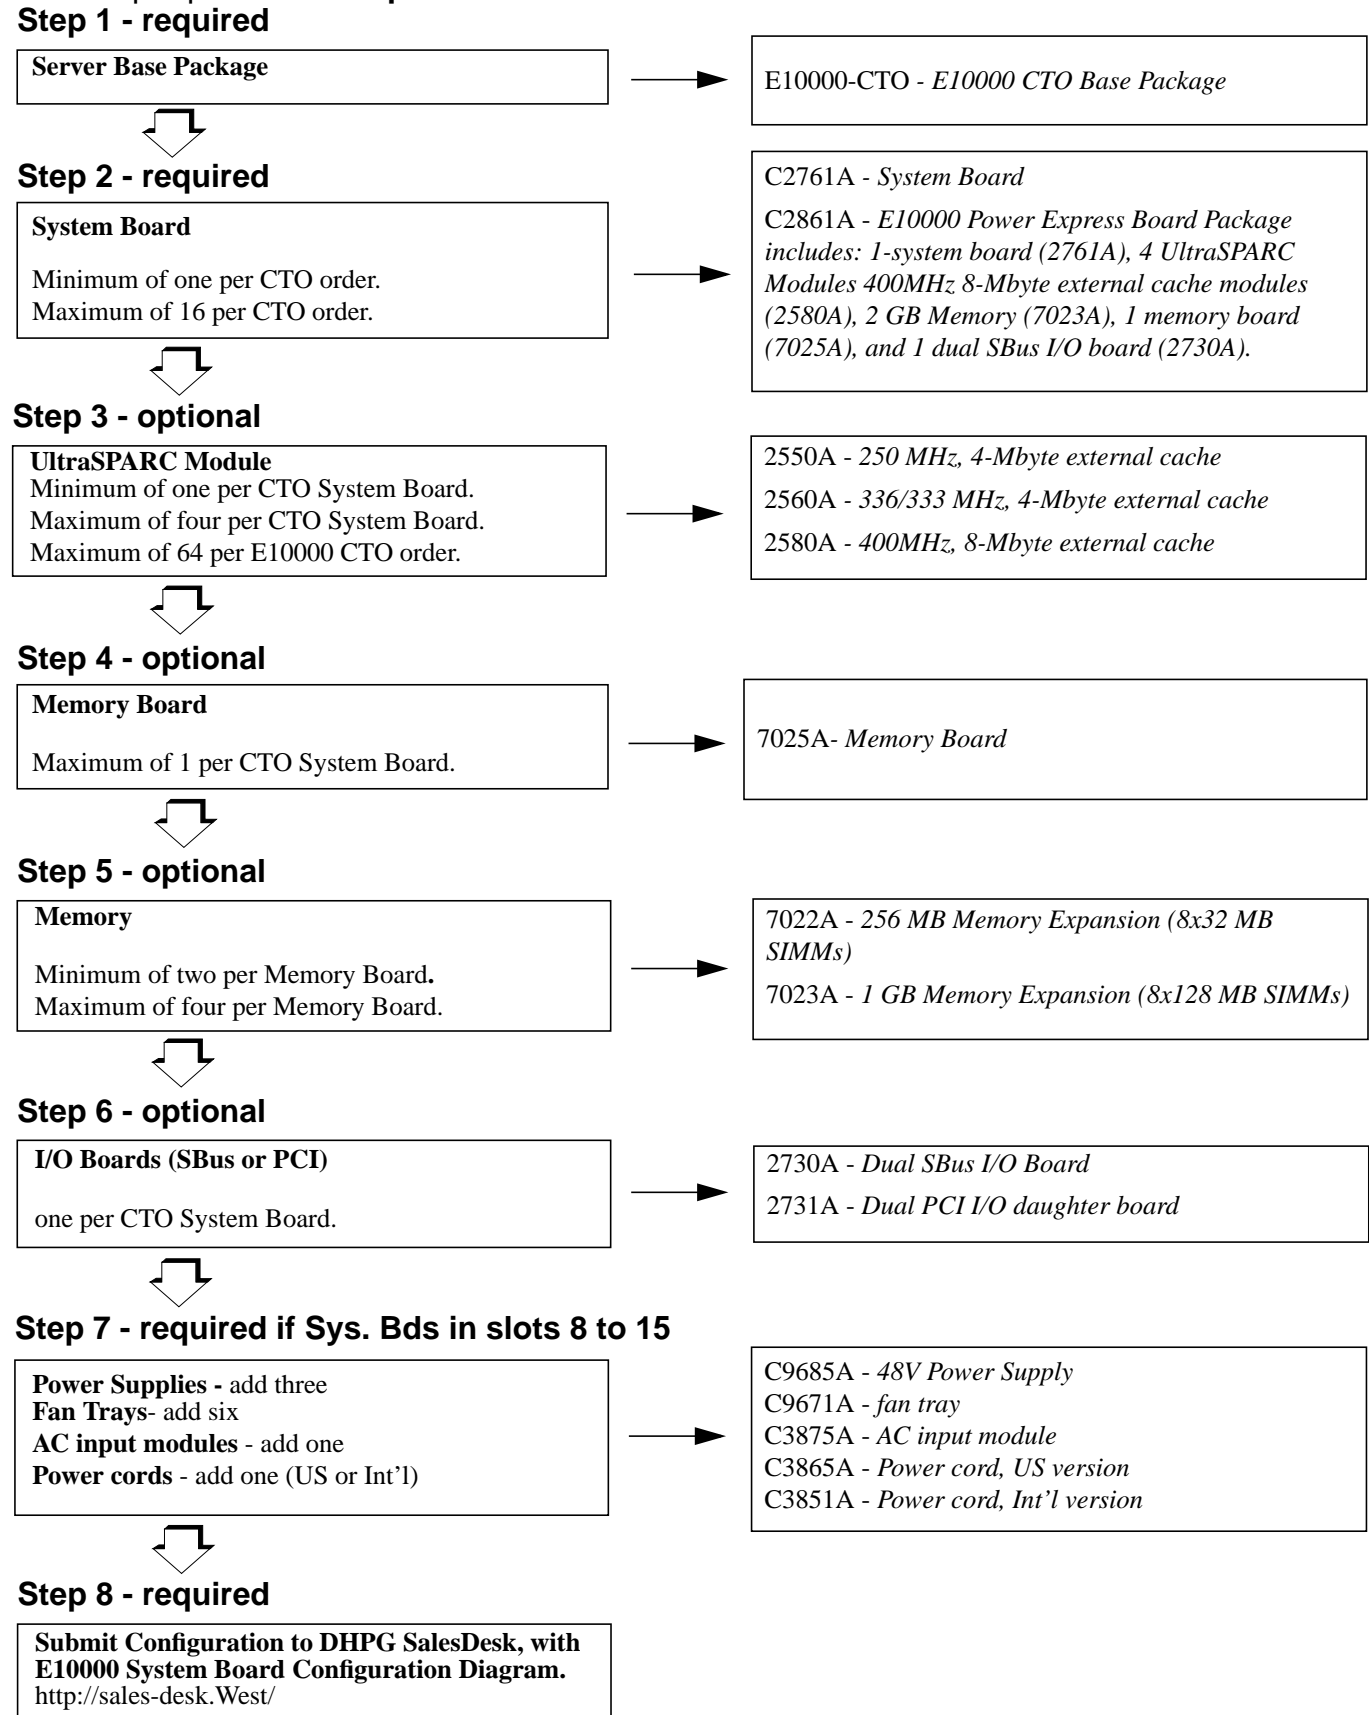 Step 1 - required
Server Base Package
E10000-CTO - E10000 CTO Base Package
Step 2 - required
System Board
Minimum of one per CTO order.
Maximum of 16 per CTO order.
C2761A - System Board
C2861A - E10000 Power Express Board Package
includes: 1-system board (2761A), 4 UltraSPARC
Modules 400MHz 8-Mbyte external cache modules
(2580A), 2 GB Memory (7023A), 1 memory board
(7025A), and 1 dual SBus I/O board (2730A).
Step 3 - optional
UltraSPARC Module
Minimum of one per CTO System Board.
Maximum of four per CTO System Board.
Maximum of 64 per E10000 CTO order.
2550A - 250 MHz, 4-Mbyte external cache
2560A - 336/333 MHz, 4-Mbyte external cache
2580A - 400MHz, 8-Mbyte external cache
Step 4 - optional
Memory Board
Maximum of 1 per CTO System Board.
7025A- Memory Board
Step 5 - optional
Memory
Minimum of two per Memory Board.
Maximum of four per Memory Board.
7022A - 256 MB Memory Expansion (8x32 MB
SIMMs)
7023A - 1 GB Memory Expansion (8x128 MB SIMMs)
Step 6 - optional
I/O Boards (SBus or PCI)
one per CTO System Board.
2730A - Dual SBus I/O Board
2731A - Dual PCI I/O daughter board
Step 7 - required if Sys. Bds in slots 8 to 15
Power Supplies - add three
Fan Trays- add six
AC input modules - add one
Power cords - add one (US or Int’l)
C9685A - 48V Power Supply
C9671A - fan tray
C3875A - AC input module
C3865A - Power cord, US version
C3851A - Power cord, Int’l version
Step 8 - required
Submit Configuration to DHPG SalesDesk, with
E10000 System Board Configuration Diagram.
http://sales-desk.West/